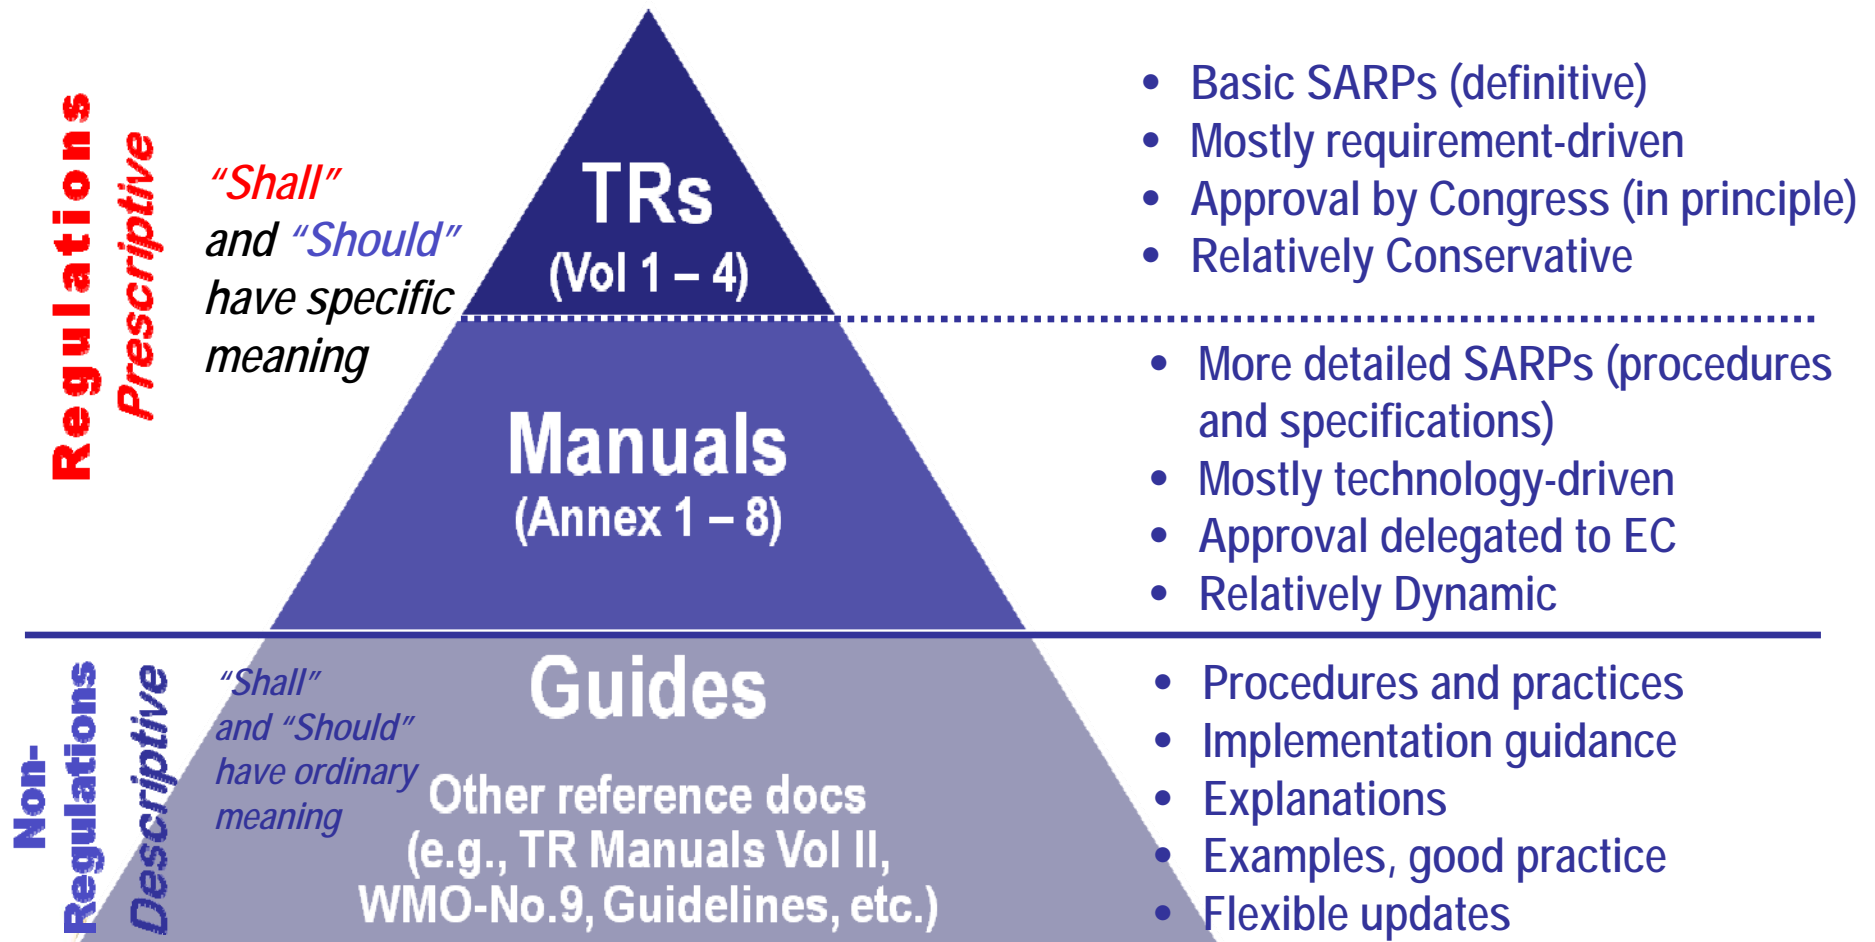 Regulations
Prescriptive
“Shall”
and “Should”
have specific
meaning
TRs
(Vol 1 – 4)
• Basic SARPs (definitive)
• Mostly requirement-driven
• Approval by Congress (in principle)
• Relatively Conservative
Manuals
(Annex 1 – 8)
• More detailed SARPs (procedures
and specifications)
• Mostly technology-driven
• Approval delegated to EC
• Relatively Dynamic
Non-
Regulations
Descriptive
“Shall”
and “Should”
have ordinary
meaning
Guides
Other reference docs
(e.g., TR Manuals Vol II,
WMO-No.9, Guidelines, etc.)
• Procedures and practices
• Implementation guidance
• Explanations
• Examples, good practice
• Flexible updates